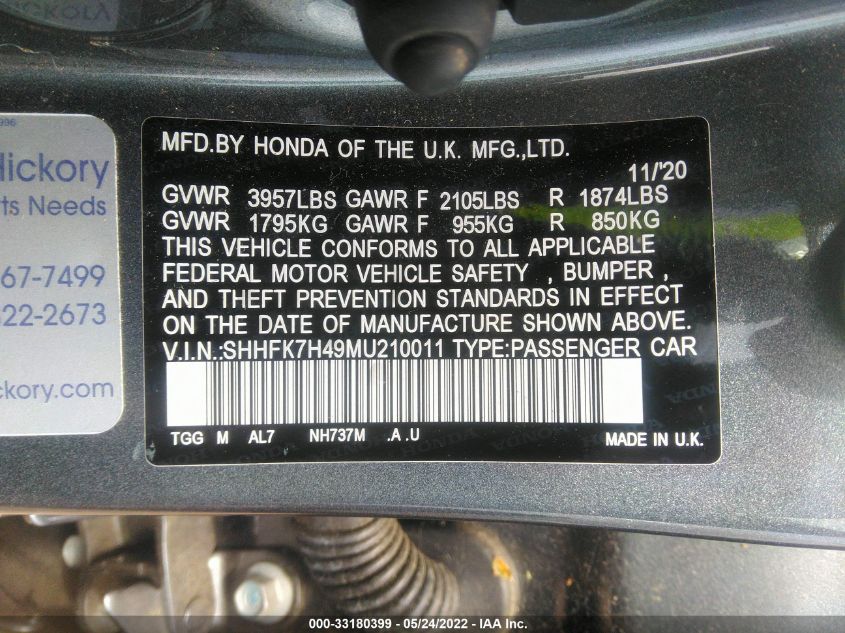 996
Hickory
ts Needs
67-7499
22-2673
kory.com
MFD.BY HONDA OF THE U.K. MFG.,LTD.
11/'20
GVWR 3957LBS GAWR F 2105LBS R 1874LBS
GVWR 1795KG GAWR F 955KG R 850KG
THIS VEHICLE CONFORMS TO ALL APPLICABLE
FEDERAL MOTOR VEHICLE SAFETY , BUMPER ,
AND THEFT PREVENTION STANDARDS IN EFFECT
ON THE DATE OF MANUFACTURE SHOWN ABOVE.
V.I.N.:SHHFK7H49MU210011 TYPE:PASSENGER CAR
TGG M AL7 NH737M .A .U MADE IN U.K.
000-33180399 - 05/24/2022 - IAA Inc.